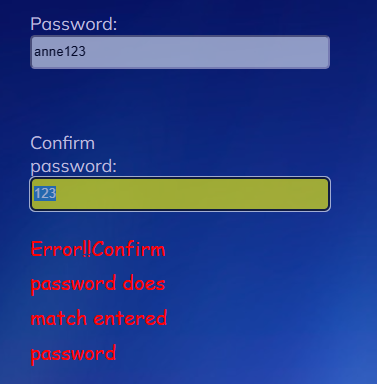 Password:
anne123
Confirm
password:
123
Error!!Confirm
password does
match entered
password